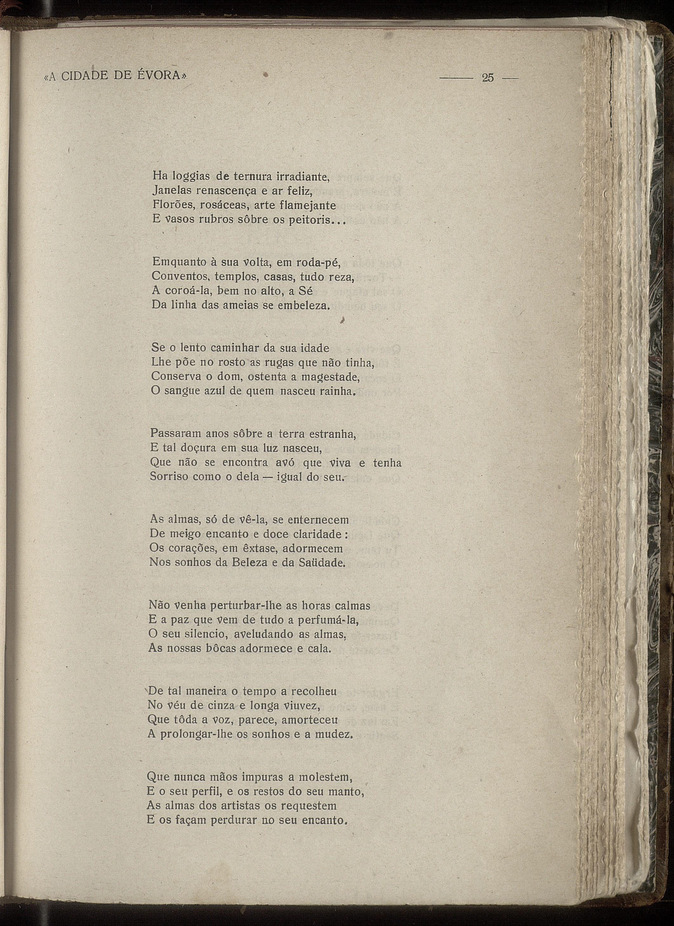 «A CIDADE DE ÉVORA» —— 25 —
Ha loggias de ternura irradiante,
Janelas renascença e ar feliz,
Florões, rosáceas, arte flamejante
E vasos rubros sôbre os peitoris...
Emquanto à sua volta, em roda-pé,
Conventos, templos, casas, tudo reza,
A coroá-la, bem no alto, a Sé
Da linha das ameias se embeleza.
Se o lento caminhar da sua idade
Lhe põe no rosto as rugas que não tinha,
Conserva o dom, ostenta a magestade,
O sangue azul de quem nasceu rainha.
Passaram anos sôbre a terra estranha,
E tal doçura em sua luz nasceu,
Que não se encontra avó que viva e tenha
Sorriso como o dela — igual do seu.
As almas, só de vê-la, se enternecem
De meigo encanto e doce claridade:
Os corações, em êxtase, adormecem
Nos sonhos da Beleza e da Saüdade.
Não venha perturbar-lhe as horas calmas
E a paz que vem de tudo a perfumá-la,
O seu silencio, aveludando as almas,
As nossas bôcas adormece e cala.
De tal maneira o tempo a recolheu
No véu de cinza e longa viuvez,
Que tôda a voz, parece, amorteceu
A prolongar-lhe os sonhos e a mudez.
Que nunca mãos impuras a molestem,
E o seu perfil, e os restos do seu manto,
As almas dos artistas os requestem
E os façam perdurar no seu encanto.